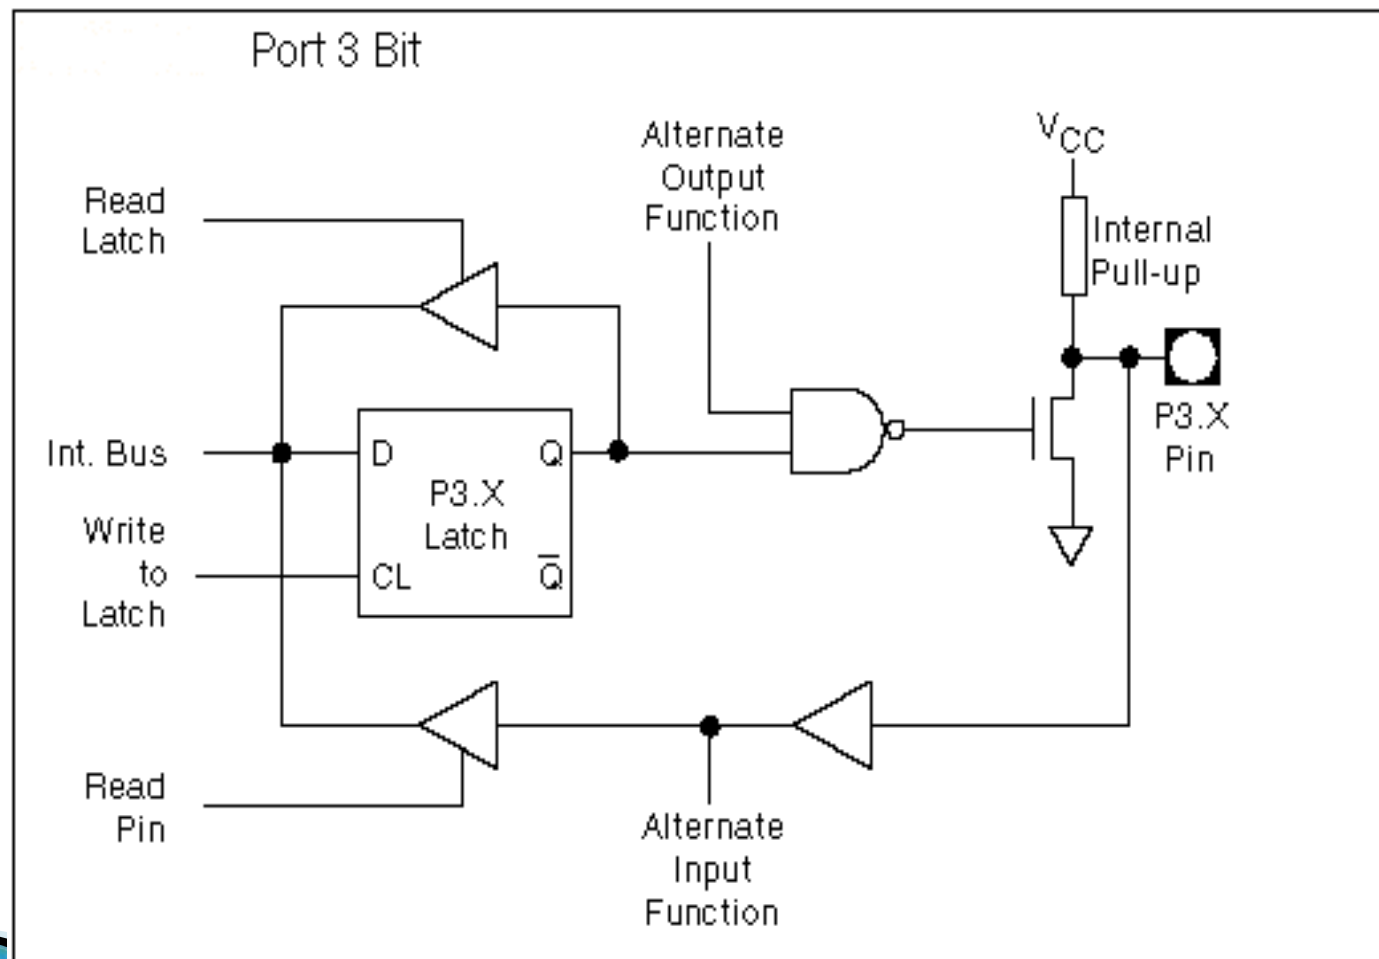 Port 3 Bit
Alternate
Output
Function
VCC
Read
Latch
Internal
Pull-up
Int. Bus
D
Q
P3.X
Latch
P3.X
Pin
Write
to
Latch
CL
Q̅
Read
Pin
Alternate
Input
Function